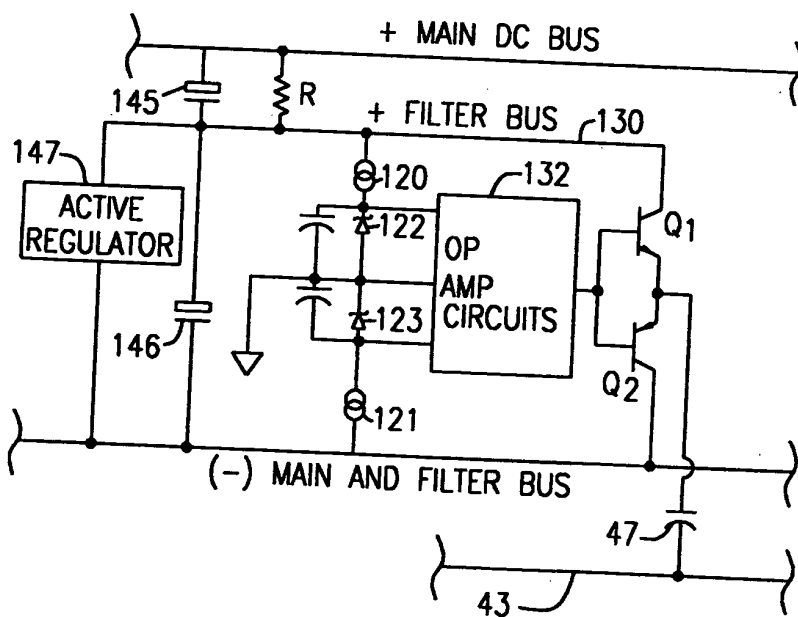 + MAIN DC BUS
145
R
+ FILTER BUS
130
147
120
132
ACTIVE
REGULATOR
122
Q1
OP
AMP
CIRCUITS
123
146
Q2
121
(-) MAIN AND FILTER BUS
47
43